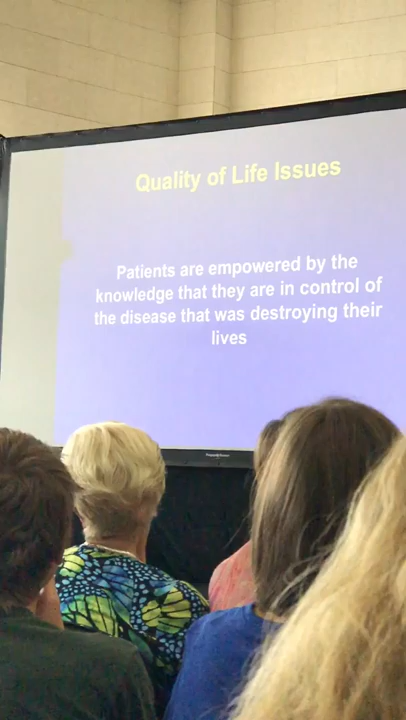 Quality of Life Issues
Patients are empowered by the
knowledge that they are in control of
the disease that was destroying their
lives